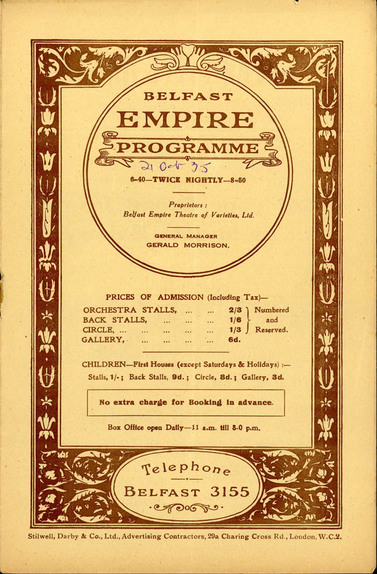 BELFAST
EMPIRE
PROGRAMME
21 Oct 35
6-40—TWICE NIGHTLY—8-50
Proprietors :
Belfast Empire Theatre of Varieties, Ltd.
GENERAL MANAGER
GERALD MORRISON.
PRICES OF ADMISSION (Including Tax)—
ORCHESTRA STALLS, ... ... 2/3 } Numbered
BACK STALLS, ... ... ... 1/6 } and
CIRCLE, ... ... ... ... 1/3 } Reserved.
GALLERY, ... ... ... 6d.
CHILDREN—First Houses (except Saturdays & Holidays) :—
Stalls, 1/- ; Back Stalls, 9d. ; Circle, 8d. ; Gallery, 3d.
No extra charge for Booking in advance.
Box Office open Daily—11 a.m. till 8-0 p.m.
Telephone
BELFAST 3155
Stilwell, Darby & Co., Ltd., Advertising Contractors, 29a Charing Cross Rd., London, W.C.2.